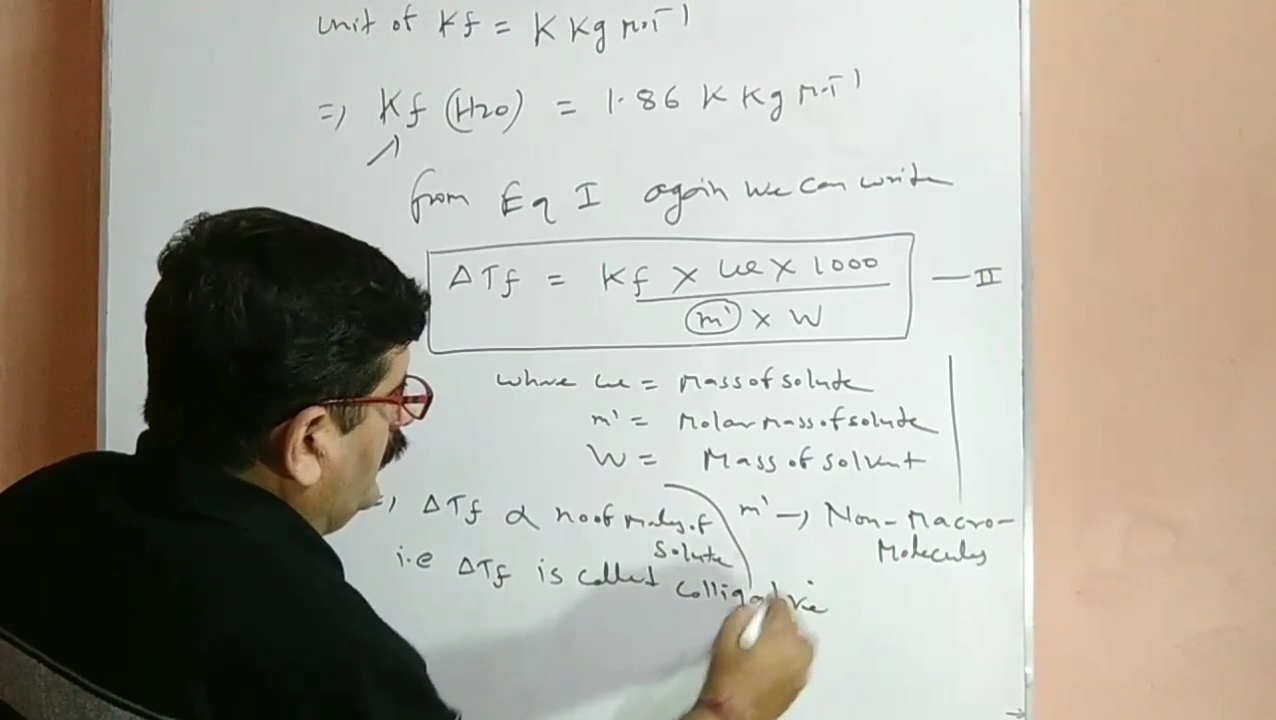 unit of Kf = K Kg mol⁻¹
=> Kf (H2O) = 1.86 K Kg mol⁻¹
from Eq I again we can write
ΔTf = Kf × w × 1000 — II
m' × W
where w = Mass of solute
m' = Molar mass of solute
W = Mass of solvent
=> ΔTf ∝ no of moles of
solute
i.e ΔTf is called colligative
m' → Non-Macro-
Molecules